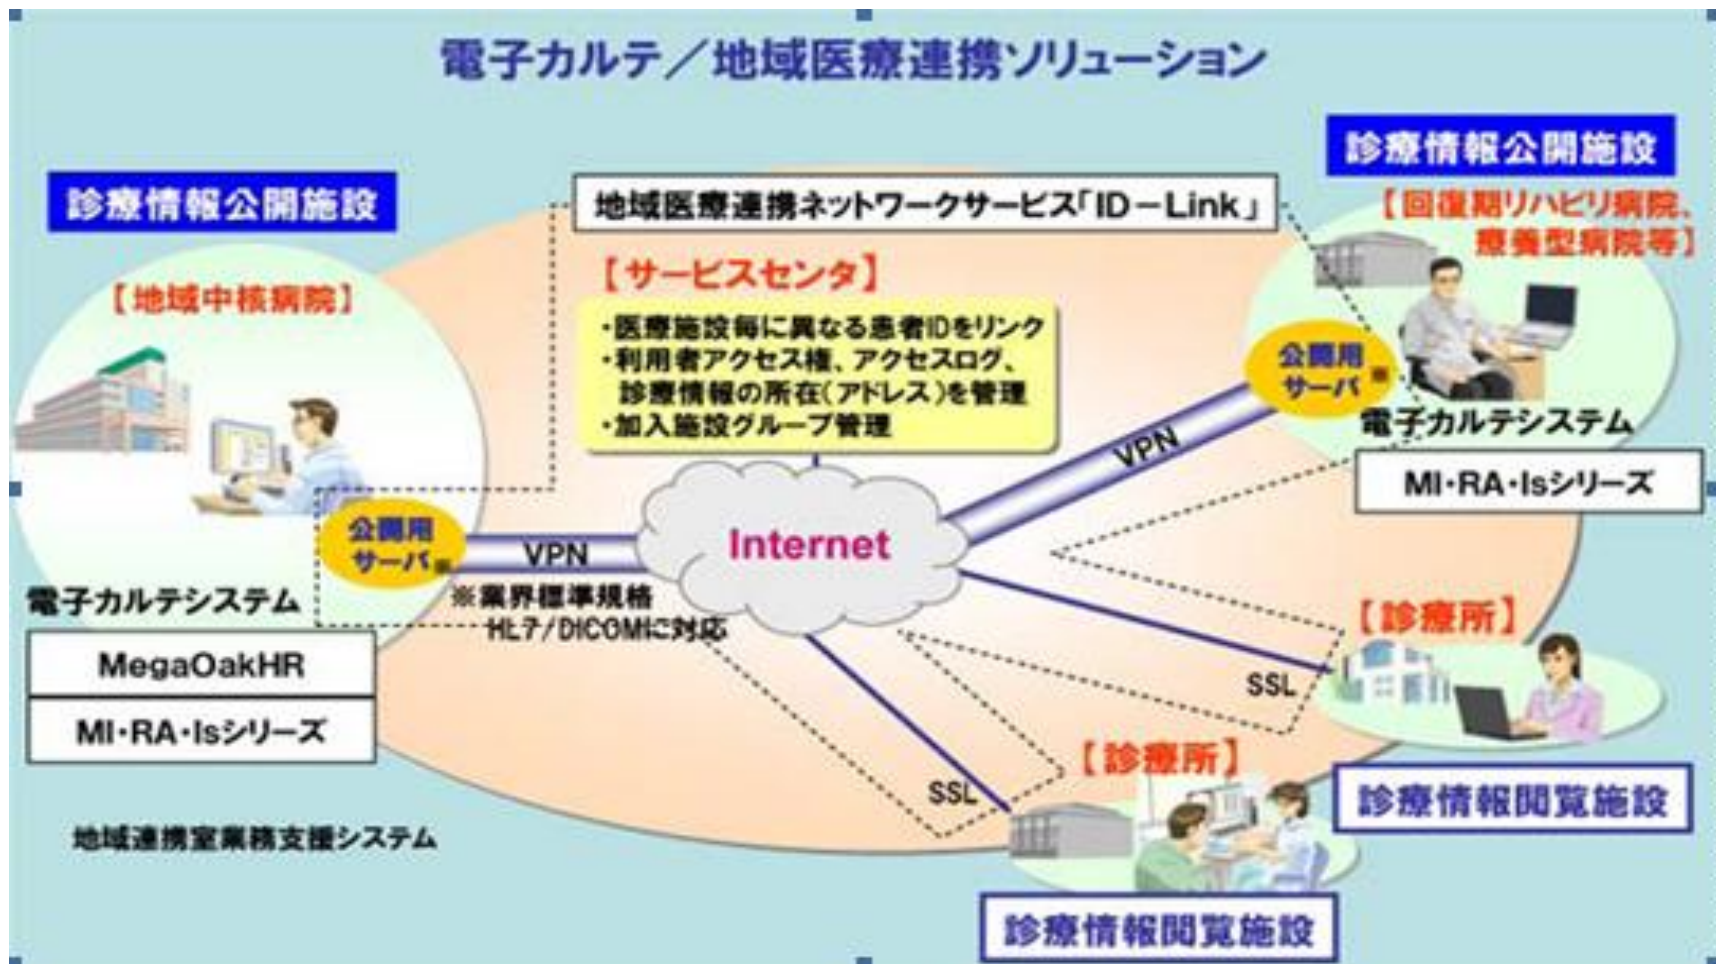 電子カルテ／地域医療連携ソリューション
診療情報公開施設
【地域中核病院】
公開用
サーバ※
電子カルテシステム
MegaOakHR
MI・RA・Isシリーズ
地域連携室業務支援システム
地域医療連携ネットワークサービス「ID－Link」
【サービスセンタ】
・医療施設毎に異なる患者IDをリンク
・利用者アクセス権、アクセスログ、
診療情報の所在(アドレス)を管理
・加入施設グループ管理
Internet
VPN
※業界標準規格
HL7/DICOMに対応
VPN
診療情報公開施設
【回復期リハビリ病院、
療養型病院等】
公開用
サーバ※
電子カルテシステム
MI・RA・Isシリーズ
【診療所】
SSL
診療情報閲覧施設
【診療所】
SSL
診療情報閲覧施設